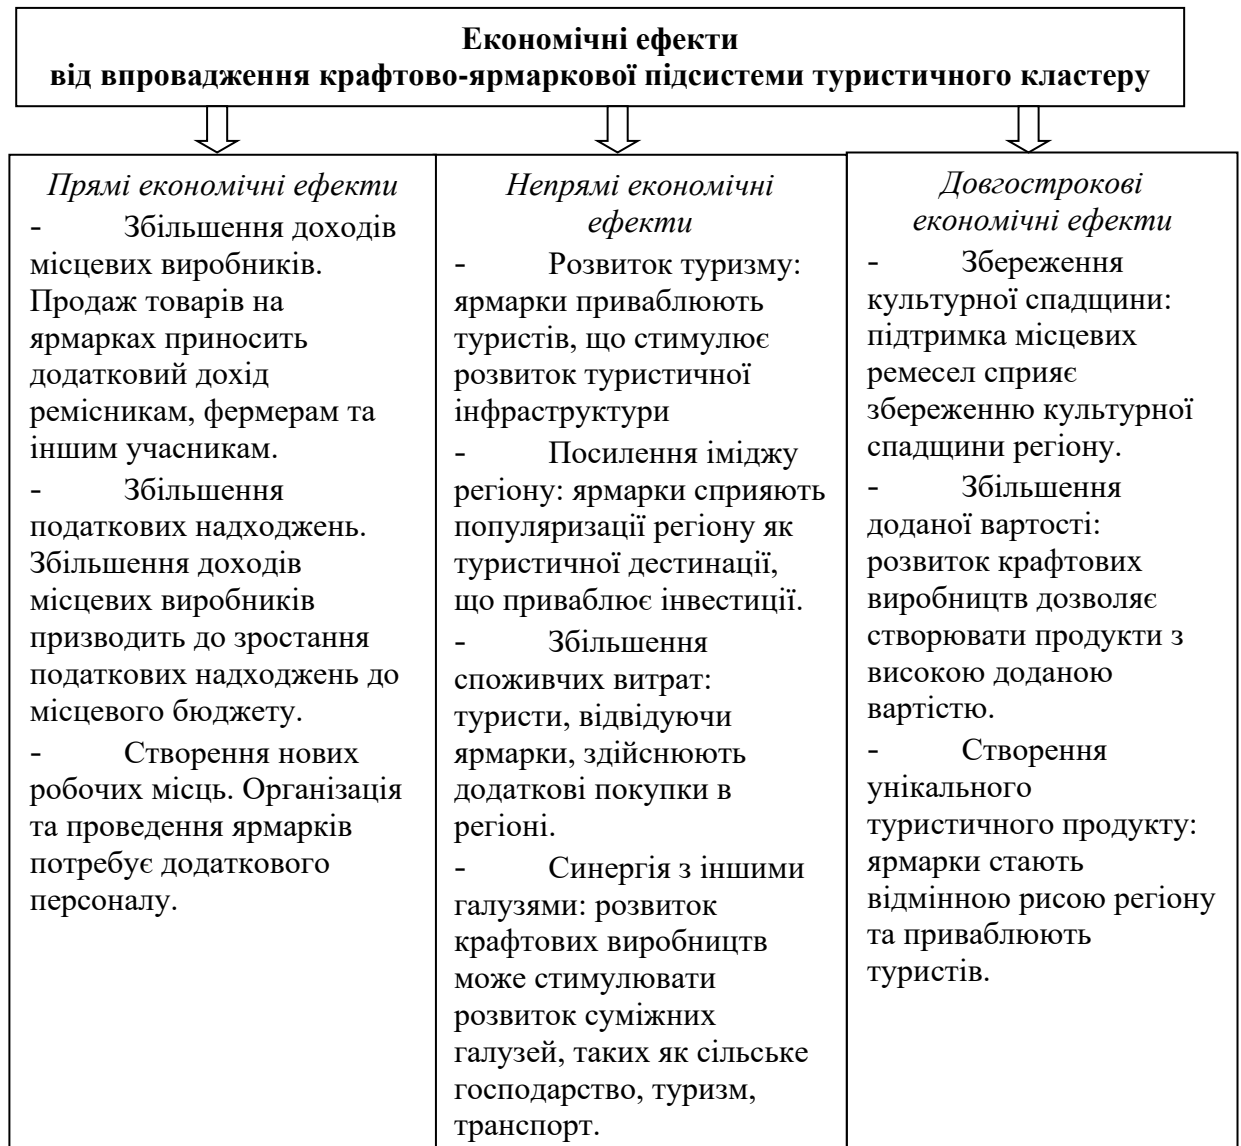 Економічні ефекти
від впровадження крафтово-ярмаркової підсистеми туристичного кластеру
Прямі економічні ефекти
- Збільшення доходів
місцевих виробників.
Продаж товарів на
ярмарках приносить
додатковий дохід
ремісникам, фермерам та
іншим учасникам.
- Збільшення
податкових надходжень.
Збільшення доходів
місцевих виробників
призводить до зростання
податкових надходжень до
місцевого бюджету.
- Створення нових
робочих місць. Організація
та проведення ярмарків
потребує додаткового
персоналу.
Непрямі економічні
ефекти
- Розвиток туризму:
ярмарки приваблюють
туристів, що стимулює
розвиток туристичної
інфраструктури
- Посилення іміджу
регіону: ярмарки сприяють
популяризації регіону як
туристичної дестинації,
що приваблює інвестиції.
- Збільшення
споживчих витрат:
туристи, відвідуючи
ярмарки, здійснюють
додаткові покупки в
регіоні.
- Синергія з іншими
галузями: розвиток
крафтових виробництв
може стимулювати
розвиток суміжних
галузей, таких як сільське
господарство, туризм,
транспорт.
Довгострокові
економічні ефекти
- Збереження
культурної спадщини:
підтримка місцевих
ремесел сприяє
збереженню культурної
спадщини регіону.
- Збільшення
доданої вартості:
розвиток крафтових
виробництв дозволяє
створювати продукти з
високою доданою
вартістю.
- Створення
унікального
туристичного продукту:
ярмарки стають
відмінною рисою регіону
та приваблюють
туристів.